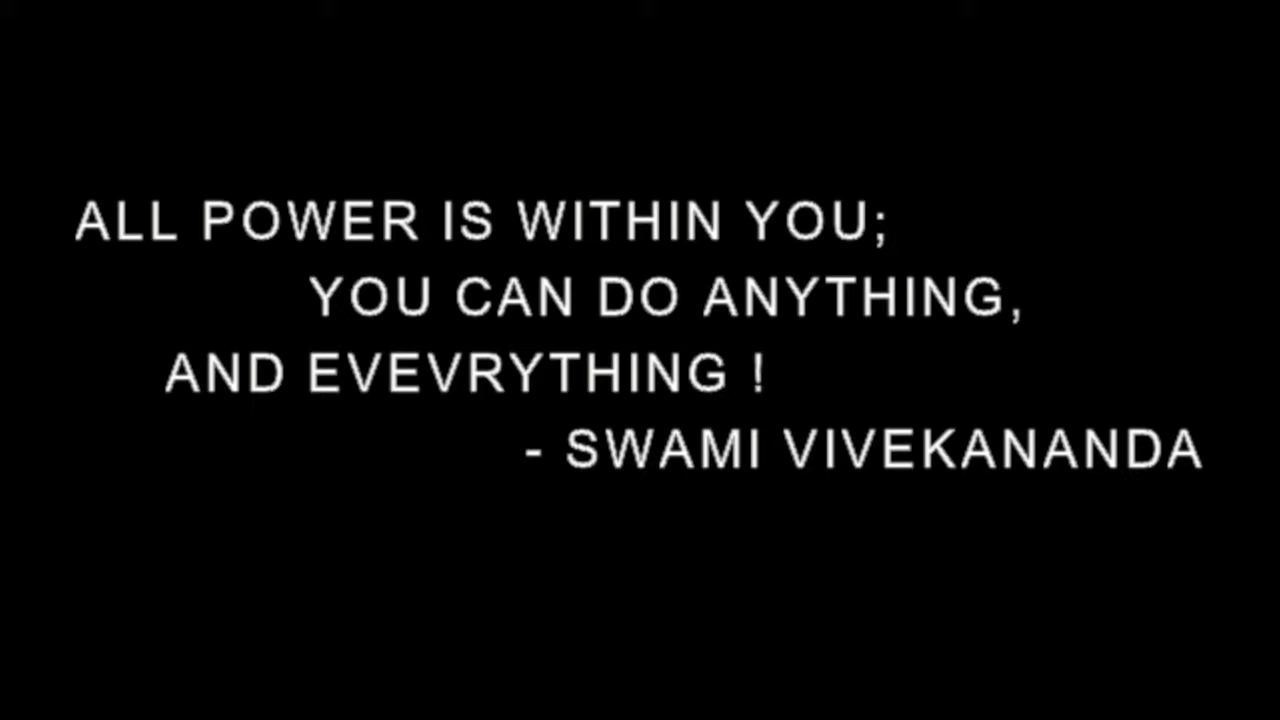 ALL POWER IS WITHIN YOU;
YOU CAN DO ANYTHING,
AND EVEVRYTHING !
- SWAMI VIVEKANANDA